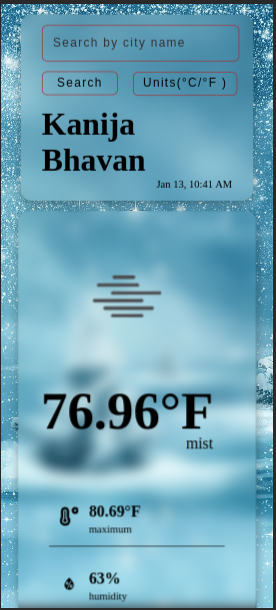 Search by city name
Search Units(°C/°F )
Kanija
Bhavan
Jan 13, 10:41 AM
76.96°F
mist
80.69°F
maximum
63%
humidity